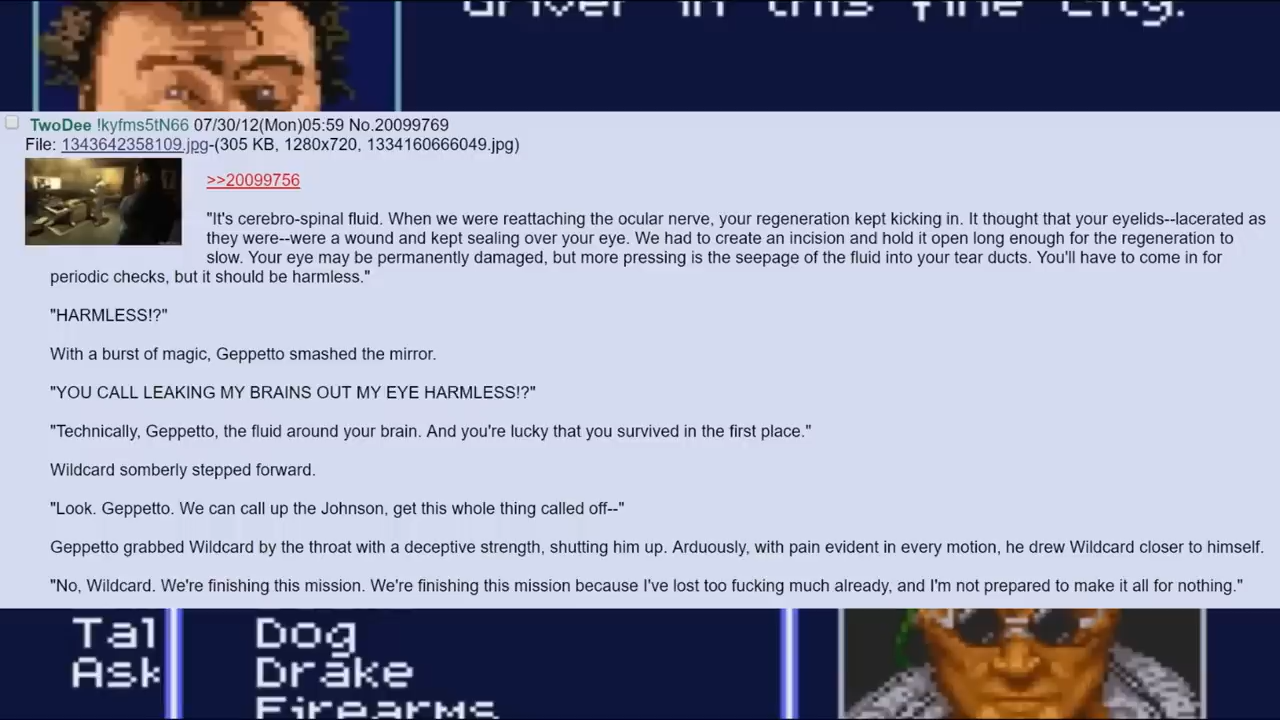 driver in this fine city.
TwoDee !kyfms5tN66 07/30/12(Mon)05:59 No.20099769
File: 1343642358109.jpg-(305 KB, 1280x720, 1334160666049.jpg)
>>20099756
"It's cerebro-spinal fluid. When we were reattaching the ocular nerve, your regeneration kept kicking in. It thought that your eyelids--lacerated as
they were--were a wound and kept sealing over your eye. We had to create an incision and hold it open long enough for the regeneration to
slow. Your eye may be permanently damaged, but more pressing is the seepage of the fluid into your tear ducts. You'll have to come in for
periodic checks, but it should be harmless."
"HARMLESS!?"
With a burst of magic, Geppetto smashed the mirror.
"YOU CALL LEAKING MY BRAINS OUT MY EYE HARMLESS!?"
"Technically, Geppetto, the fluid around your brain. And you're lucky that you survived in the first place."
Wildcard somberly stepped forward.
"Look. Geppetto. We can call up the Johnson, get this whole thing called off--"
Geppetto grabbed Wildcard by the throat with a deceptive strength, shutting him up. Arduously, with pain evident in every motion, he drew Wildcard closer to himself.
"No, Wildcard. We're finishing this mission. We're finishing this mission because I've lost too fucking much already, and I'm not prepared to make it all for nothing."
Tal
Ask
Dog
Drake
Firearms